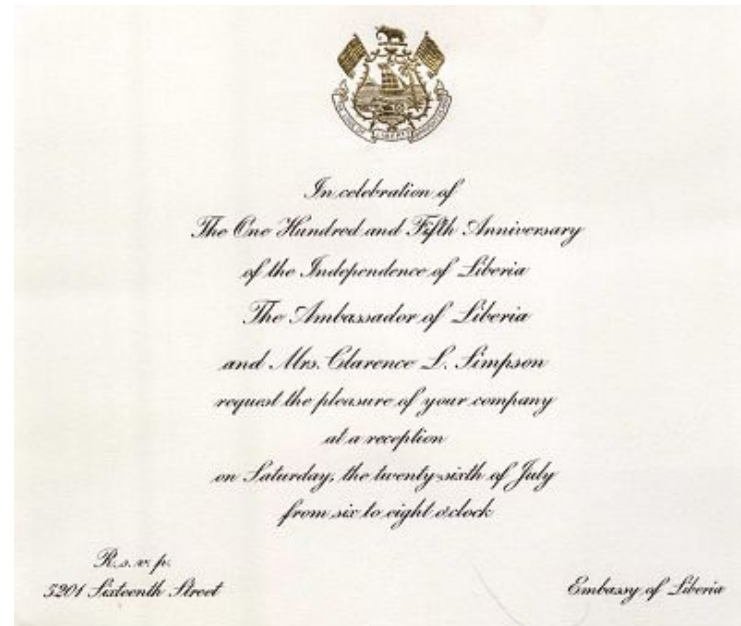 In celebration of
The One Hundred and Fifth Anniversary
of the Independence of Liberia
The Ambassador of Liberia
and Mrs. Clarence L. Simpson
request the pleasure of your company
at a reception
on Saturday, the twenty-sixth of July
from six to eight o'clock
R. s. v. p.
5201 Sixteenth Street
Embassy of Liberia